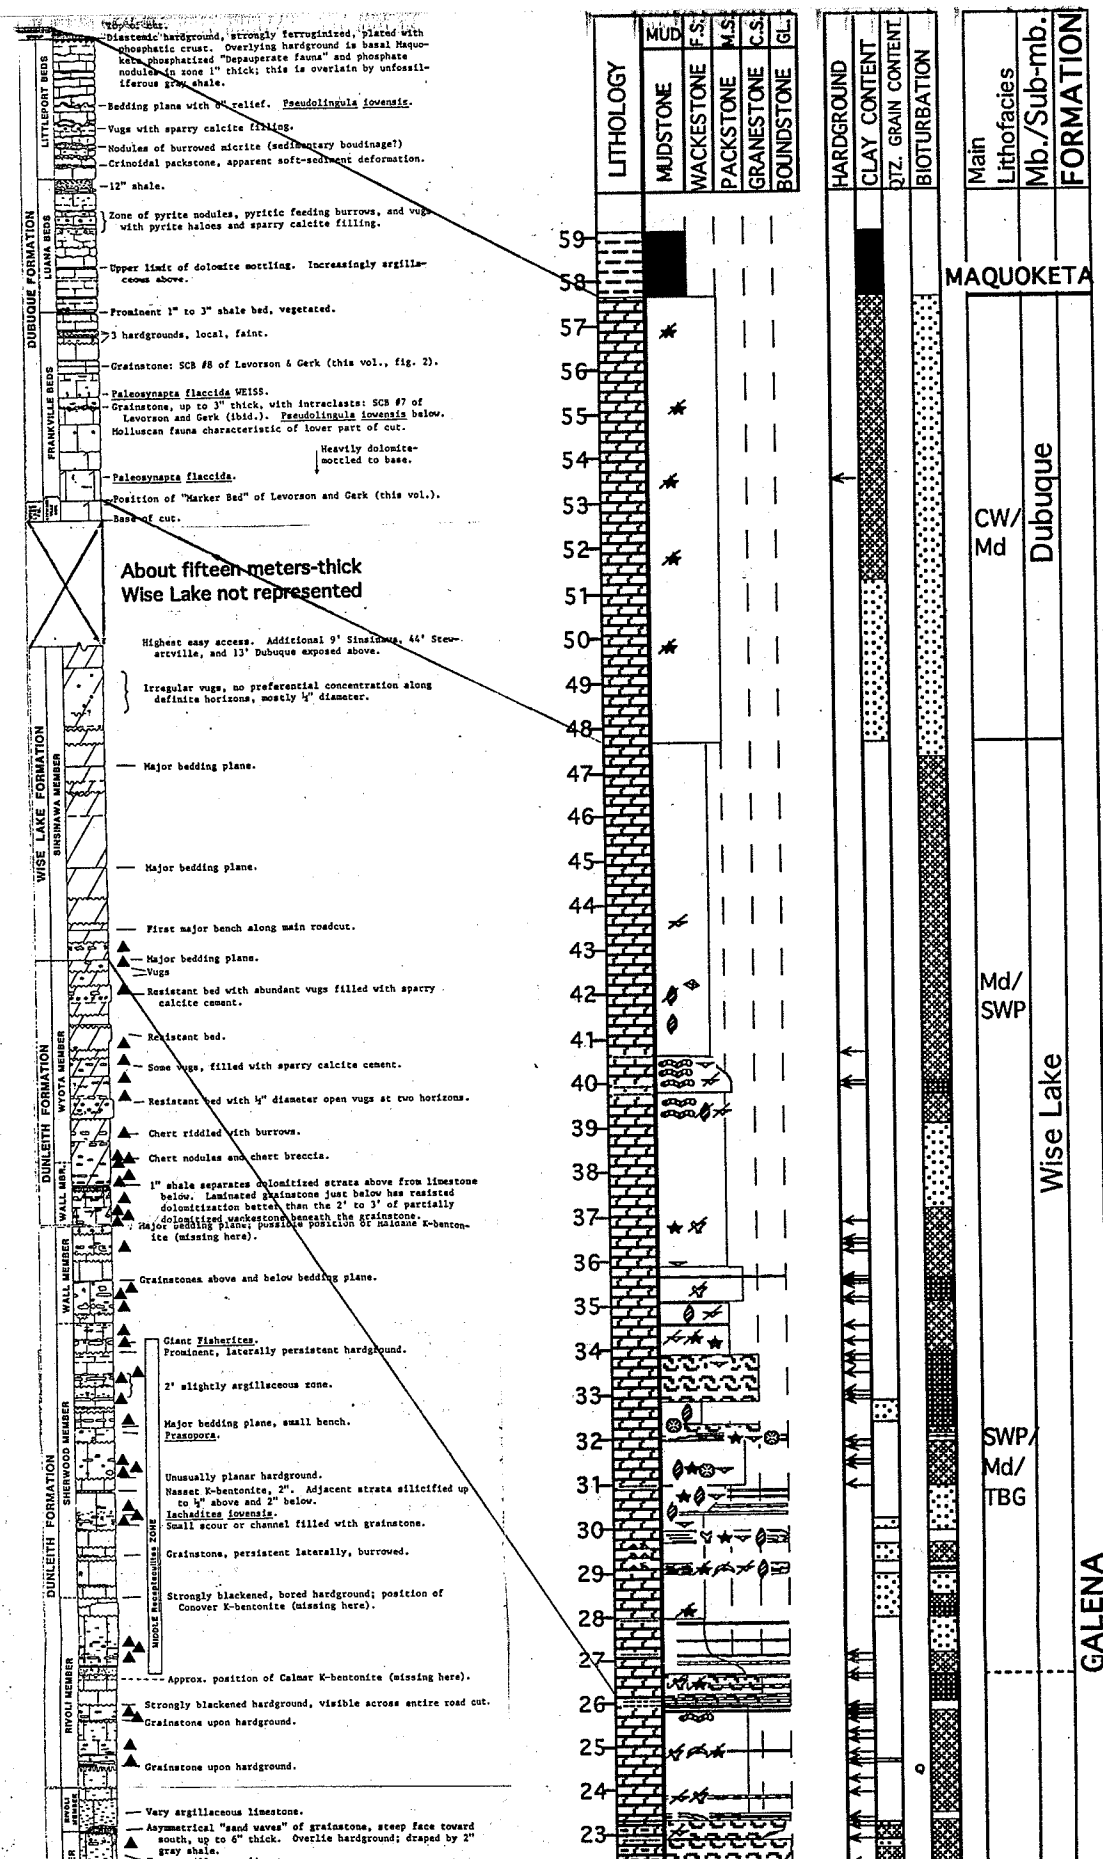 Top of cut.
Diastemic hardground, strongly ferruginized, plated with
phosphatic crust. Overlying hardground is basal Maquo-
keta phosphatized "Depauperate fauna" and phosphate
nodules in zone 1" thick; this is overlain by unfossil-
iferous gray shale.
Bedding plane with 6" relief. Pseudolingula iowensis.
Vugs with sparry calcite filling.
Nodules of burrowed micrite (sedimentary boudinage?)
Crinoidal packstone, apparent soft-sediment deformation.
12" shale.
Zone of pyrite nodules, pyritic feeding burrows, and vugs
with pyrite haloes and sparry calcite filling.
Upper limit of dolomite mottling. Increasingly argilla-
ceous above.
Prominent 1" to 3" shale bed, vegetated.
3 hardgrounds, local, faint.
Grainstone: SCB #8 of Levorson & Gerk (this vol., fig. 2).
Paleosynapta flaccida WEISS.
Grainstone, up to 3" thick, with intraclasts: SCB #7 of
Levorson and Gerk (ibid.). Pseudolingula iowensis below.
Molluscan fauna characteristic of lower part of cut.
Heavily dolomite-
mottled to base.
Paleosynapta flaccida.
Position of "Marker Bed" of Levorson and Gerk (this vol.).
Base of cut.
DUBUQUE FORMATION
LITTLEPORT BEDS
LUANA BEDS
FRANKVILLE BEDS
About fifteen meters-thick
Wise Lake not represented
Highest easy access. Additional 9' Sinsinawa, 44' Stew-
artville, and 13' Dubuque exposed above.
Irregular vugs, no preferential concentration along
definite horizons, mostly ½" diameter.
Major bedding plane.
Major bedding plane.
First major bench along main roadcut.
Major bedding plane.
Vugs
Resistant bed with abundant vugs filled with sparry
calcite cement.
Resistant bed.
Some vugs, filled with sparry calcite cement.
Resistant bed with ½" diameter open vugs at two horizons.
Chert riddled with burrows.
Chert nodules and chert breccia.
1" shale separates dolomitized strata above from limestone
below. Laminated grainstone just below has resisted
dolomitization better than the 2' to 3' of partially
dolomitized wackestone beneath the grainstone.
Major bedding plane; possible position of Haldane K-benton-
ite (missing here).
Grainstones above and below bedding plane.
Giant Fisherites.
Prominent, laterally persistent hardground.
2' slightly argillaceous zone.
Major bedding plane, small bench.
Prasopora.
Unusually planar hardground.
Nasset K-bentonite, 2". Adjacent strata silicified up
to ½" above and 2" below.
Ischadites iowensis.
Small scour or channel filled with grainstone.
Grainstone, persistent laterally, burrowed.
Strongly blackened, bored hardground; position of
Conover K-bentonite (missing here).
Approx. position of Calmar K-bentonite (missing here).
Strongly blackened hardground, visible across entire road cut.
Grainstone upon hardground.
Grainstone upon hardground.
Very argillaceous limestone.
Asymmetrical "sand waves" of grainstone, steep face toward
south, up to 6" thick. Overlie hardground; draped by 2"
gray shale.
WISE LAKE FORMATION
SINSINAWA MEMBER
DUNLEITH FORMATION
WYOTA MEMBER
WALL MBR.
WALL MEMBER
DUNLEITH FORMATION
SHERWOOD MEMBER
RIVOLI MEMBER
RIVOLI
MEMBER
MIDDLE Receptaculites ZONE
LITHOLOGY
MUD
F.S.
M.S.
C.S.
GL.
MUDSTONE
WACKESTONE
PACKSTONE
GRANESTONE
BOUNDSTONE
HARDGROUND
CLAY CONTENT
QTZ. GRAIN CONTENT
BIOTURBATION
Main
Lithofacies
Mb./Sub-mb.
FORMATION
59
58
57
56
55
54
53
52
51
50
49
48
47
46
45
44
43
42
41
40
39
38
37
36
35
34
33
32
31
30
29
28
27
26
25
24
23
MAQUOKETA
CW/
Md
Dubuque
Md/
SWP
Wise Lake
SWP/
Md/
TBG
GALENA